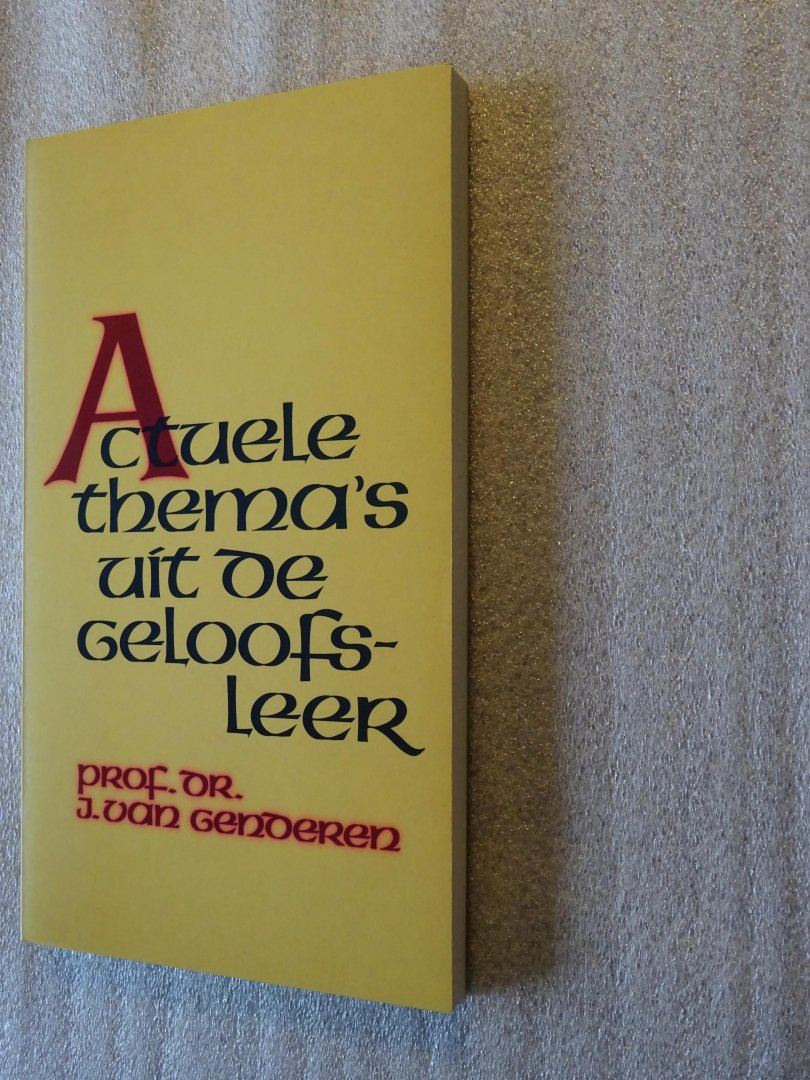 Actuele
thema's
uit de
geloofs-
leer
prof. dr.
j. van genderen